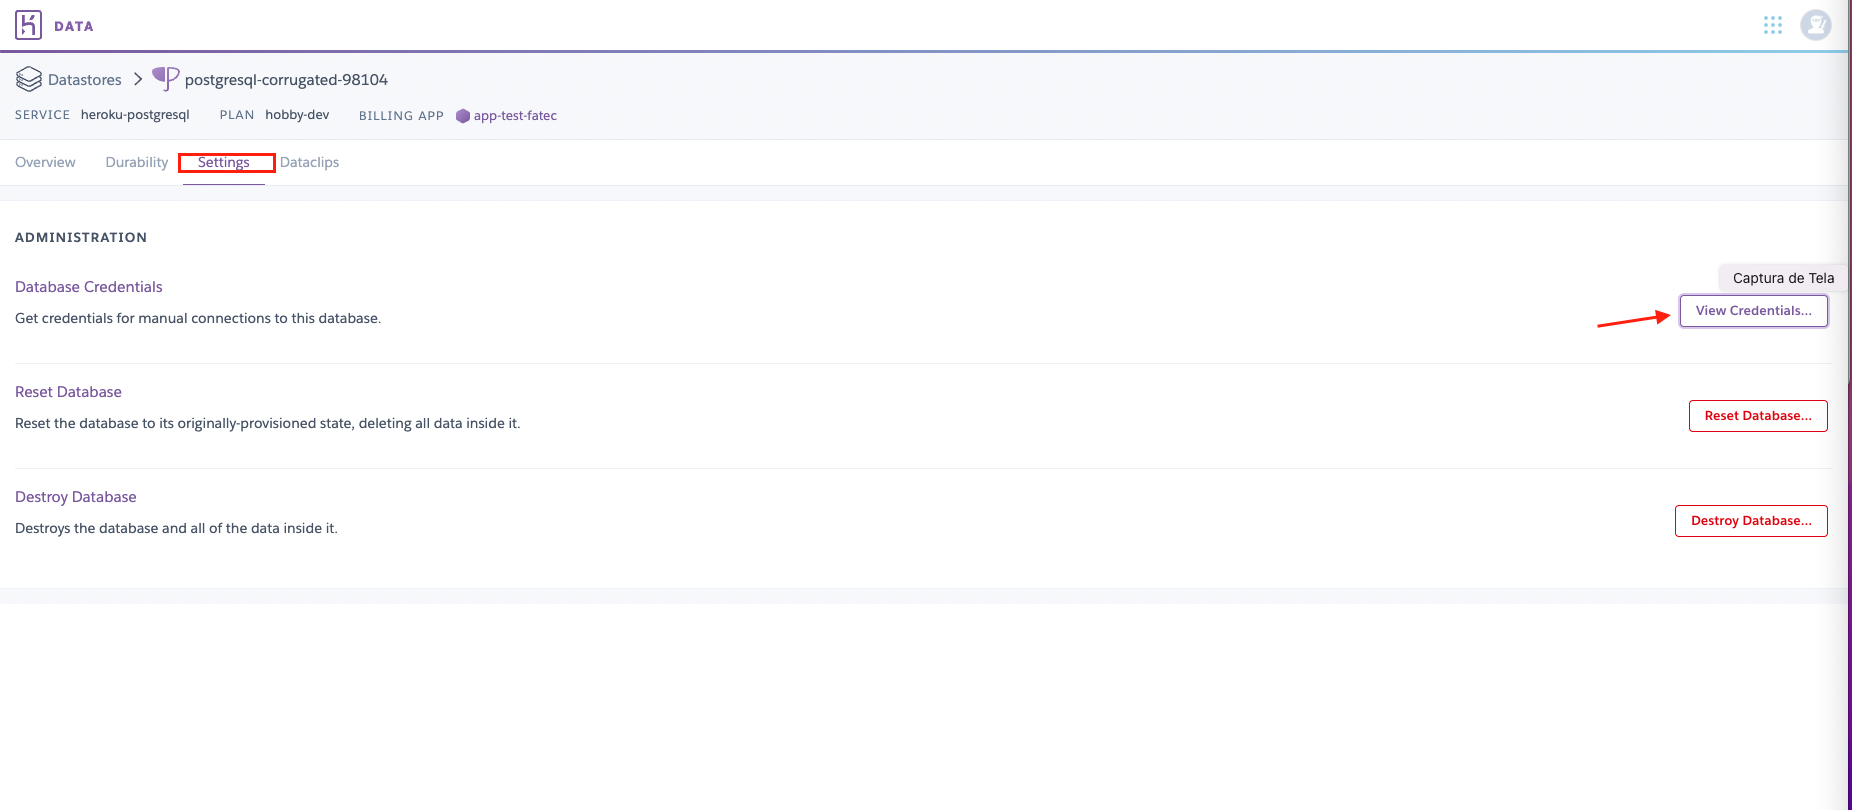 DATA
Datastores > postgresql-corrugated-98104
SERVICE heroku-postgresql PLAN hobby-dev BILLING APP app-test-fatec
Overview Durability Settings Dataclips
ADMINISTRATION
Database Credentials
Captura de Tela
Get credentials for manual connections to this database.
View Credentials...
Reset Database
Reset the database to its originally-provisioned state, deleting all data inside it.
Reset Database...
Destroy Database
Destroys the database and all of the data inside it.
Destroy Database...